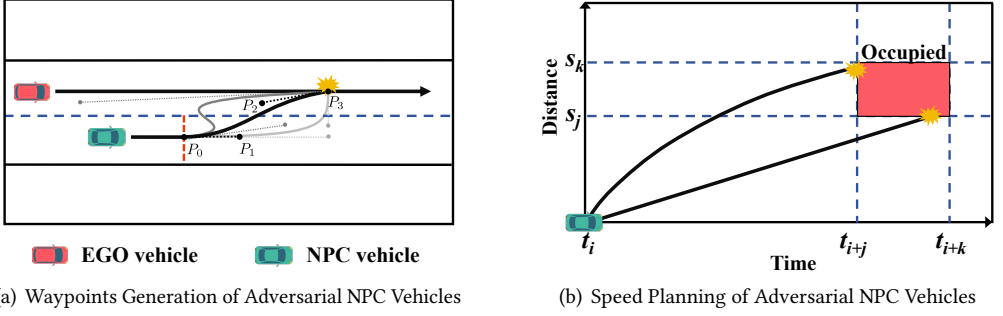 P₂
P₃
P₀
P₁
EGO vehicle
NPC vehicle
(a) Waypoints Generation of Adversarial NPC Vehicles
Distance
sₖ
Occupied
sⱼ
tᵢ
tᵢ₊ⱼ
tᵢ₊ₖ
Time
(b) Speed Planning of Adversarial NPC Vehicles